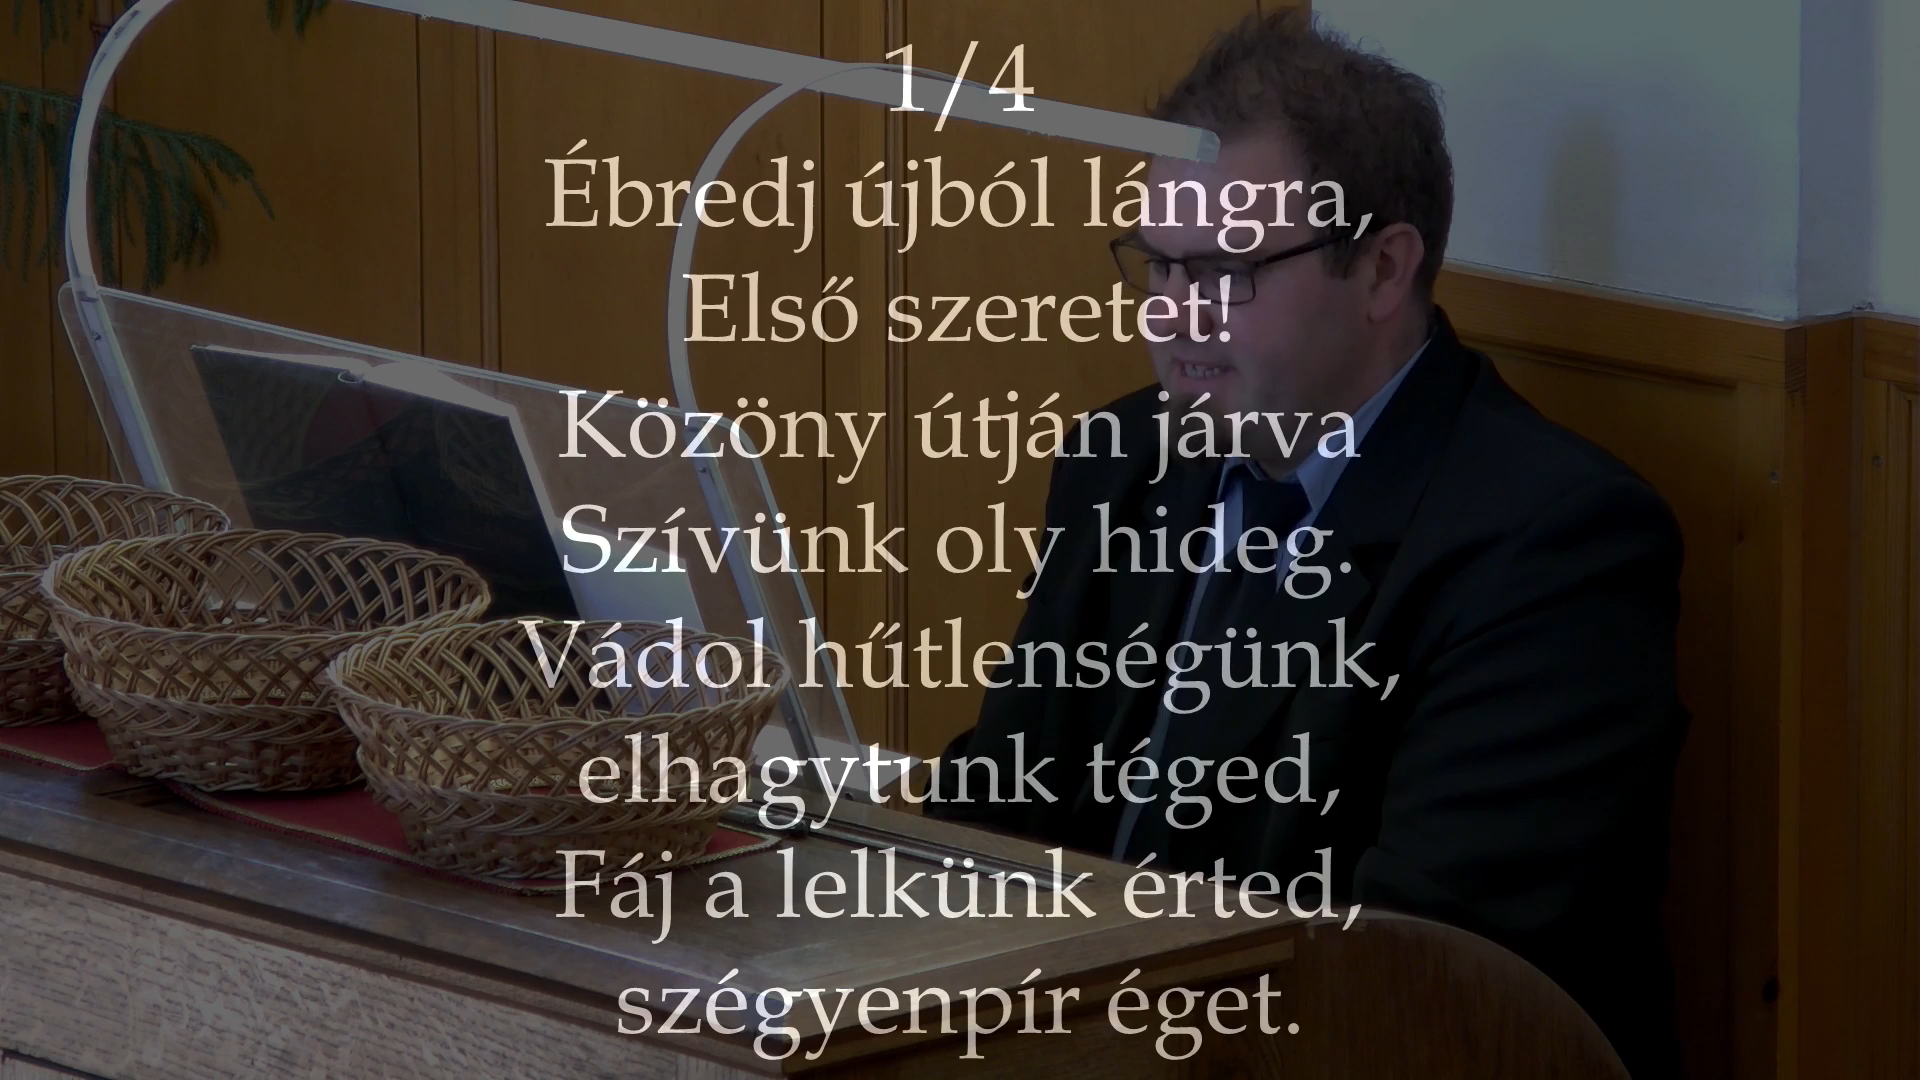 1/4
Ébredj újból lángra,
Első szeretet!
Közöny útján járva
Szívünk oly hideg.
Vádol hűtlenségünk,
elhagytunk téged,
Fáj a lelkünk érted,
szégyenpír éget.